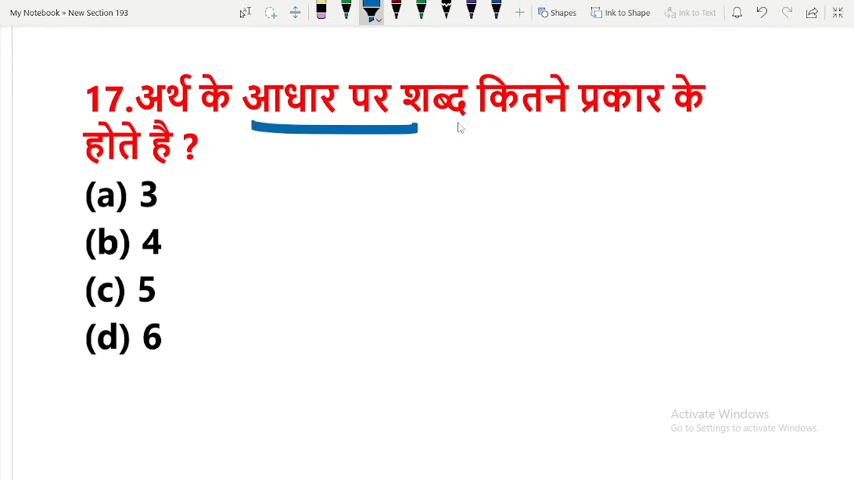 My Notebook » New Section 193
Shapes
Ink to Shape
Ink to Text
17.अर्थ के आधार पर शब्द कितने प्रकार के
होते है ?
(a) 3
(b) 4
(c) 5
(d) 6
Activate Windows
Go to Settings to activate Windows.